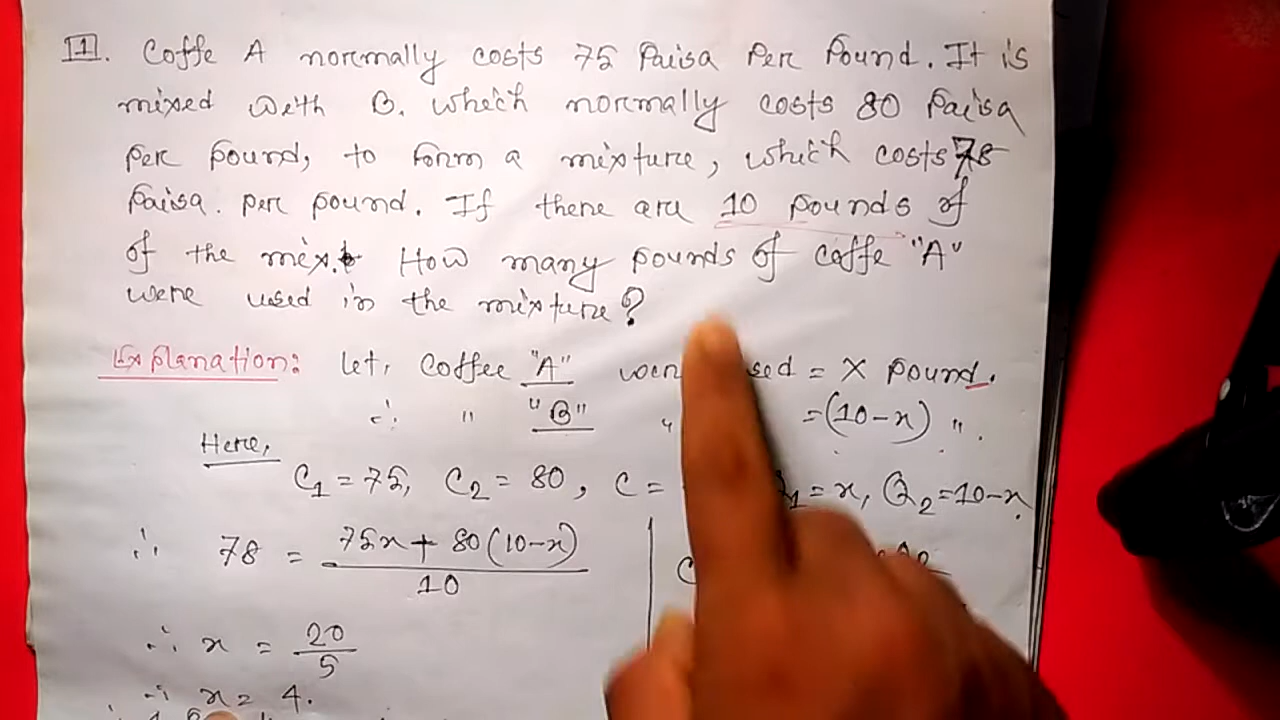 1. Coffe A normally costs 75 Paisa Per Pound. It is
mixed with B. which normally costs 80 Paisa
Per pound, to form a mixture, which costs 78
Paisa. per pound. If there are 10 pounds of
of the mix. How many pounds of coffe "A"
were used in the mixture?
Explanation: Let, Coffee "A" used = X pound.
∴ " "B" " = (10-x) ".
Here,
C₁ = 75, C₂ = 80, C = = x, Q₂ = 10-x
∴ 78 = 75x + 80(10-x) / 10
∴ x = 20/5
∴ x = 4.